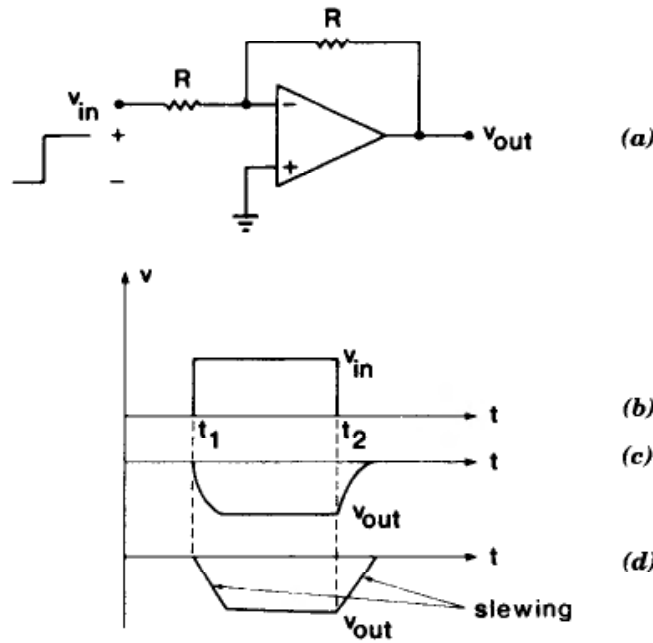 R
R
v_in
+
−
−
+
v_out
(a)
v
v_in
t
(b)
t_1
t_2
t
(c)
v_out
t
(d)
slewing
v_out